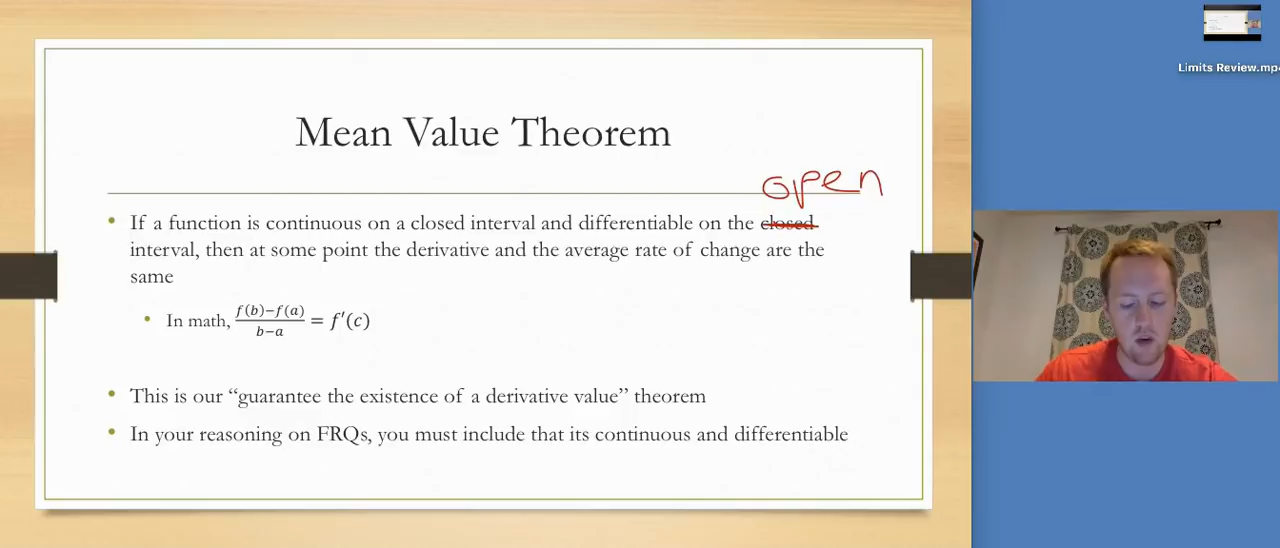 Mean Value Theorem
open
• If a function is continuous on a closed interval and differentiable on the closed
interval, then at some point the derivative and the average rate of change are the
same
• In math, \frac{f(b)-f(a)}{b-a} = f'(c)
• This is our “guarantee the existence of a derivative value” theorem
• In your reasoning on FRQs, you must include that its continuous and differentiable
Limits Review.mp4